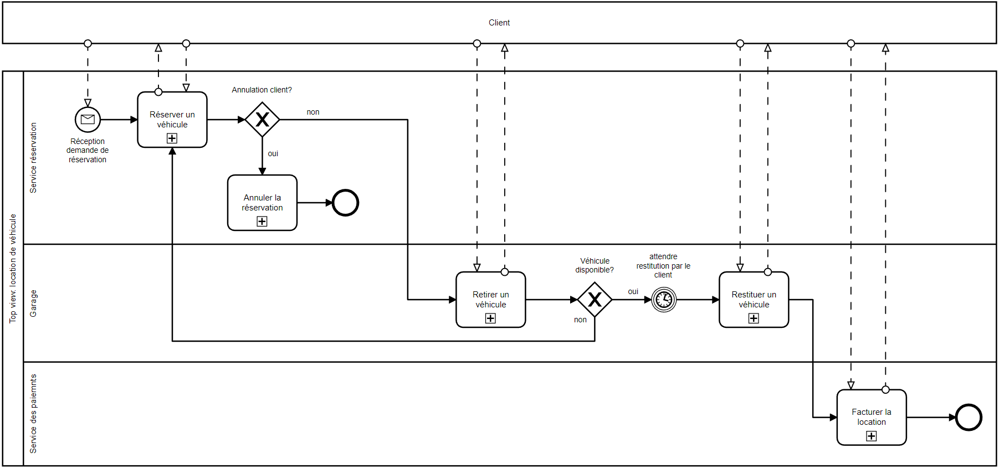 Client
Top view: location de véhicule
Service réservation
Réception
demande de
réservation
Réserver un
véhicule
Annulation client?
non
oui
Annuler la
réservation
Garage
Retirer un
véhicule
Véhicule
disponible?
oui
non
attendre
restitution par le
client
Restituer un
véhicule
Service des paiemnts
Facturer la
location